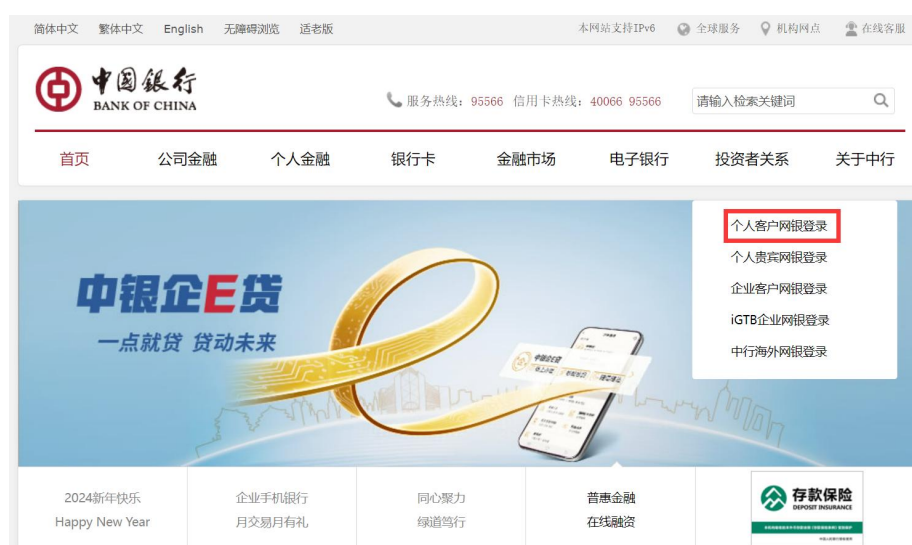 简体中文 繁体中文 English 无障碍浏览 适老版 本网站支持IPv6 全球服务 机构网点 在线客服
中国银行
BANK OF CHINA
服务热线：95566 信用卡热线：40066 95566
请输入检索关键词
首页 公司金融 个人金融 银行卡 金融市场 电子银行 投资者关系 关于中行
个人客户网银登录
个人贵宾网银登录
企业客户网银登录
iGTB企业网银登录
中行海外网银登录
中银企E贷
一点就贷 贷动未来
中银企E贷
2024新年快乐
Happy New Year
企业手机银行
月交易月有礼
同心聚力
绿道笃行
普惠金融
在线融资
存款保险
DEPOSIT INSURANCE